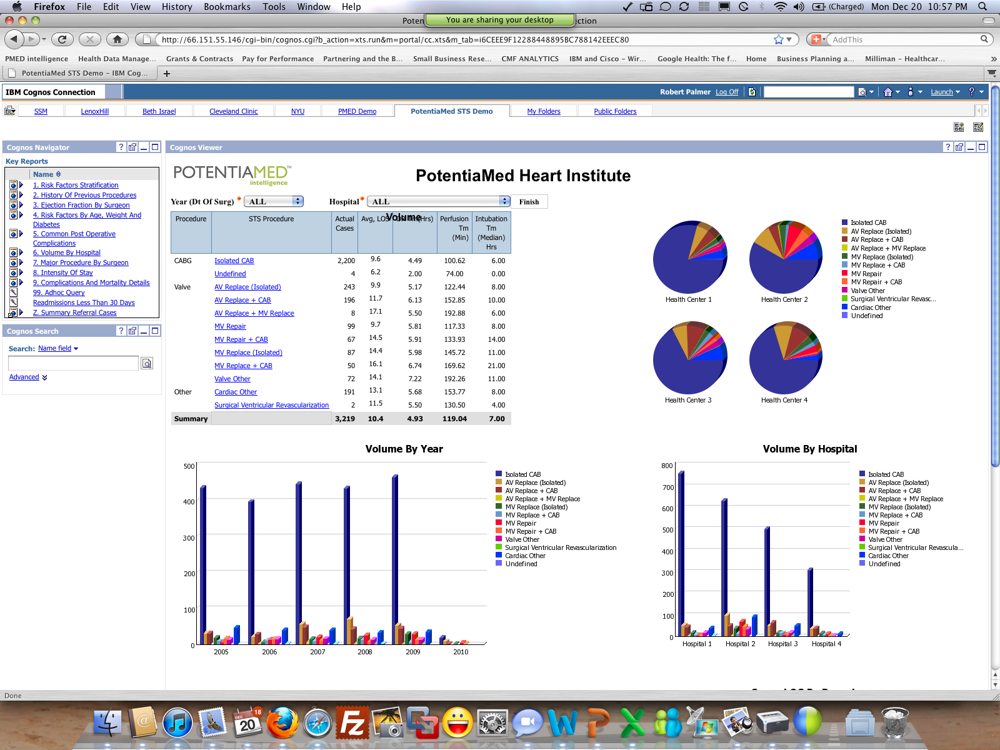 Firefox File Edit View History Bookmarks Tools Window Help (Charged) Mon Dec 20 10:57 PM
You are sharing your desktop
http://66.151.55.146/cgi-bin/cognos.cgi?b_action=xts.run&m=portal/cc.xts&m_tab=i6CEEE9F12288448895BC788142EEEC80 AddThis
PMED intelligence Health Data Manage... Grants & Contracts Pay for Performance Partnering and the B... Small Business Rese... CMF ANALYTICS IBM and Cisco – Wir... Google Health: The f... Home Business Planning a... Milliman – Healthcar... »
PotentiaMed STS Demo – IBM Cog... +
IBM Cognos Connection Robert Palmer Log Off Launch ?
SSM LenoxHill Beth Israel Cleveland Clinic NYU PMED Demo PotentiaMed STS Demo My Folders Public Folders
Cognos Navigator ?
Key Reports
Name
1. Risk Factors Stratification
2. History Of Previous Procedures
3. Ejection Fraction By Surgeon
4. Risk Factors By Age, Weight And
Diabetes
5. Common Post Operative
Complications
6. Volume By Hospital
7. Major Procedure By Surgeon
8. Intensity Of Stay
9. Complications And Mortality Details
99. Adhoc Query
Readmissions Less Than 30 Days
Z. Summary Referral Cases
Cognos Search ?
Search: Name field
Advanced
Cognos Viewer ?
POTENTIAMED™
intelligence
PotentiaMed Heart Institute
Year (Dt Of Surg) * ALL Hospital * ALL Finish
Volume
Procedure STS Procedure Actual Avg, LOS Perfusion Intubation
Cases Tm Tm
(Min) (Median)
Hrs
CABG Isolated CAB 2,200 9.6 4.49 100.62 6.00
Undefined 4 6.2 2.00 74.00 0.00
Valve AV Replace (Isolated) 243 9.9 5.17 122.44 8.00
AV Replace + CAB 196 11.7 6.13 152.85 10.00
AV Replace + MV Replace 8 17.1 5.50 192.88 6.00
MV Repair 99 9.7 5.81 117.33 8.00
MV Repair + CAB 67 14.5 5.91 133.93 14.00
MV Replace (Isolated) 87 14.4 5.98 145.72 11.00
MV Replace + CAB 50 16.1 6.74 169.62 21.00
Valve Other 72 14.1 7.22 192.26 11.00
Other Cardiac Other 191 13.1 5.68 153.77 8.00
Surgical Ventricular Revascularization 2 11.5 5.50 130.50 4.00
Summary 3,219 10.4 4.93 119.04 7.00
Health Center 1 Health Center 2
Health Center 3 Health Center 4
Isolated CAB
AV Replace (Isolated)
AV Replace + CAB
AV Replace + MV Replace
MV Replace (Isolated)
MV Replace + CAB
MV Repair
MV Repair + CAB
Valve Other
Surgical Ventricular Revasc...
Cardiac Other
Undefined
Volume By Year
500
400
300
200
100
0
2005 2006 2007 2008 2009 2010
Isolated CAB
AV Replace (Isolated)
AV Replace + CAB
AV Replace + MV Replace
MV Replace (Isolated)
MV Replace + CAB
MV Repair
MV Repair + CAB
Valve Other
Surgical Ventricular Revascularization
Cardiac Other
Undefined
Volume By Hospital
800
700
600
500
400
300
200
100
0
Hospital 1 Hospital 2 Hospital 3 Hospital 4
Isolated CAB
AV Replace (Isolated)
AV Replace + CAB
AV Replace + MV Replace
MV Replace (Isolated)
MV Replace + CAB
MV Repair
MV Repair + CAB
Valve Other
Surgical Ventricular Revascula...
Cardiac Other
Undefined
Done
DEC 20 18
Fz